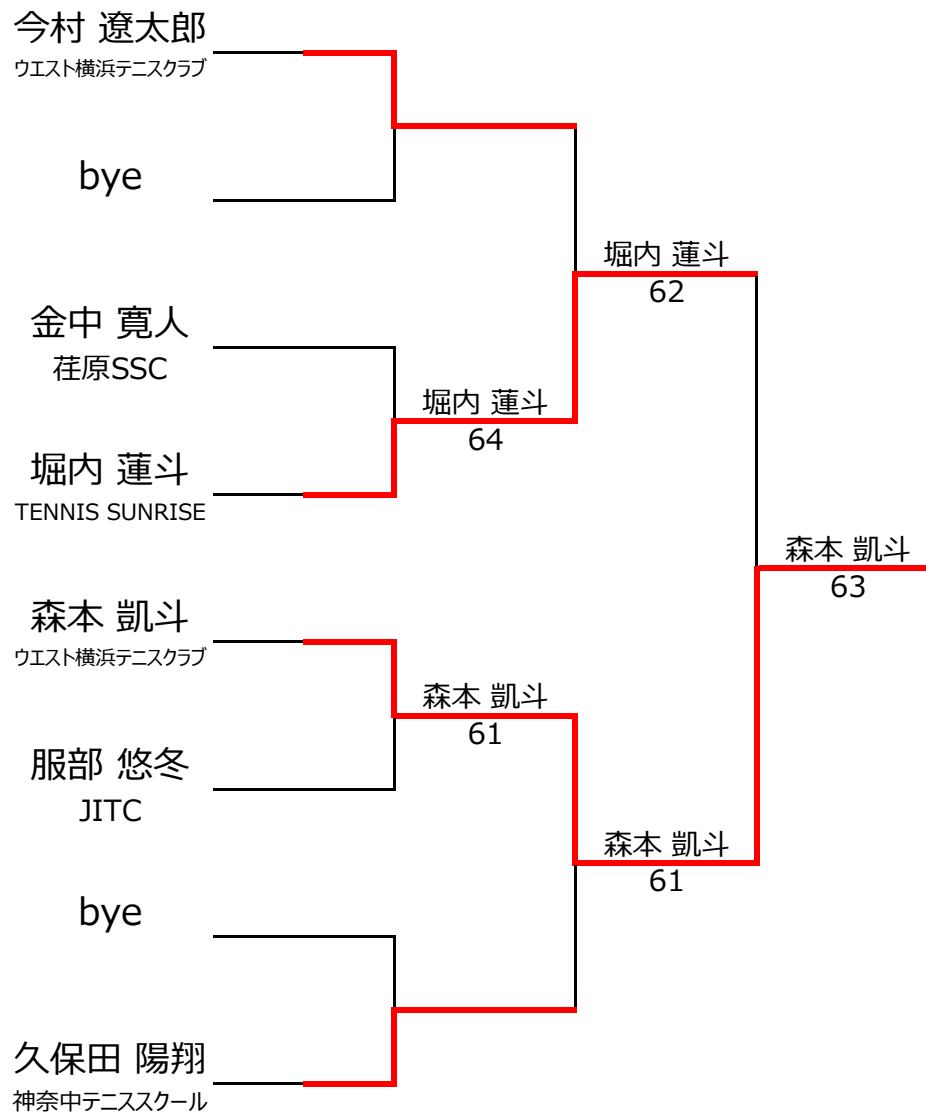 今村 遼太郎
ウエスト横浜テニスクラブ
bye
金中 寛人
荏原SSC
堀内 蓮斗
TENNIS SUNRISE
森本 凱斗
ウエスト横浜テニスクラブ
服部 悠冬
JITC
bye
久保田 陽翔
神奈中テニススクール
堀内 蓮斗
64
森本 凱斗
61
堀内 蓮斗
62
森本 凱斗
61
森本 凱斗
63